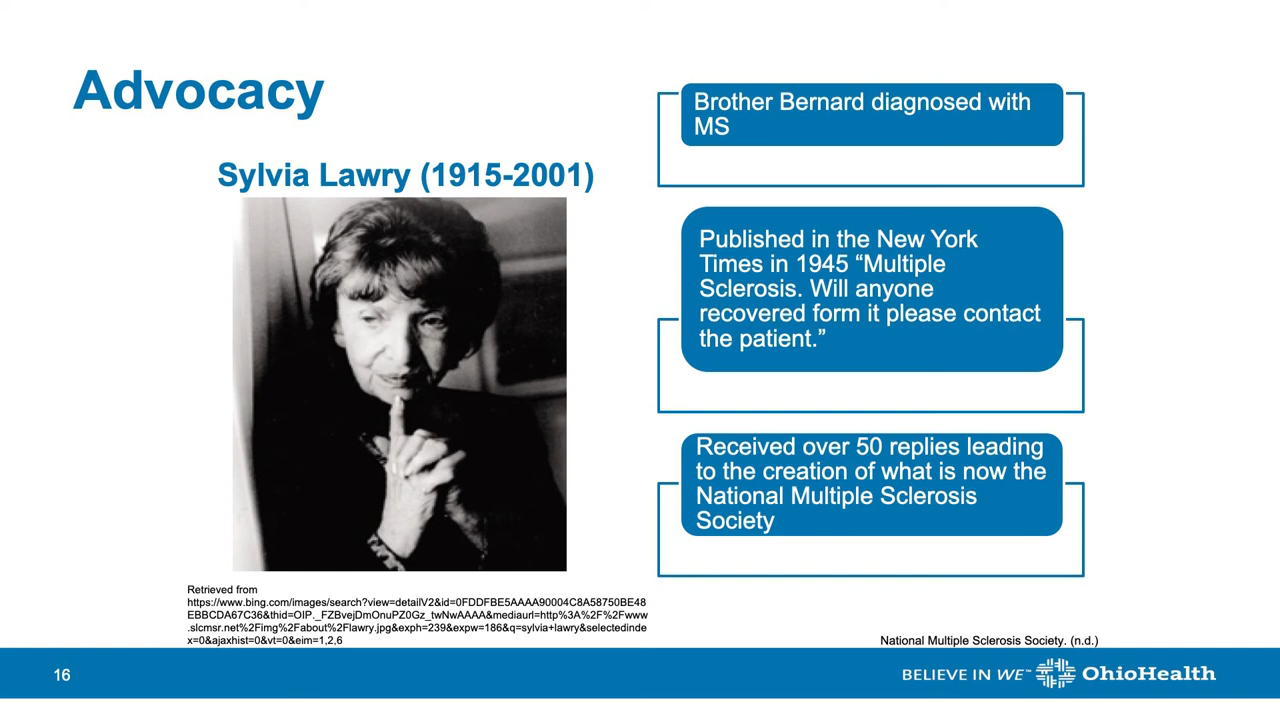 Advocacy
Sylvia Lawry (1915-2001)
Brother Bernard diagnosed with
MS
Published in the New York
Times in 1945 “Multiple
Sclerosis. Will anyone
recovered form it please contact
the patient.”
Received over 50 replies leading
to the creation of what is now the
National Multiple Sclerosis
Society
Retrieved from
https://www.bing.com/images/search?view=detailV2&id=0FDDFBE5AAAA90004C8A58750BE48
EBBCDA67C36&thid=OIP._FZBvejDmOnuPZ0Gz_twNwAAAA&mediaurl=http%3A%2F%2Fwww
.slcmsr.net%2Fimg%2Fabout%2Flawry.jpg&exph=239&expw=186&q=sylvia+lawry&selectedinde
x=0&ajaxhist=0&vt=0&eim=1,2,6
National Multiple Sclerosis Society. (n.d.)
16
BELIEVE IN WE™ OhioHealth